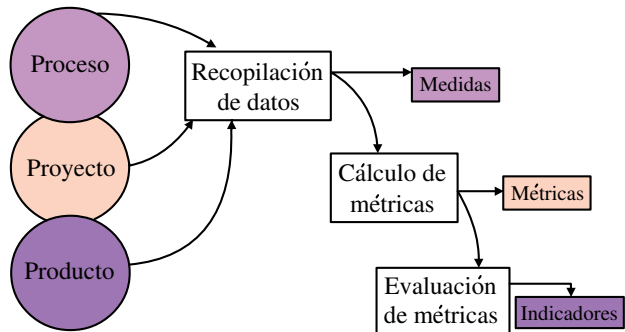 Proceso
Recopilación
de datos
Medidas
Proyecto
Cálculo de
métricas
Métricas
Producto
Evaluación
de métricas
Indicadores